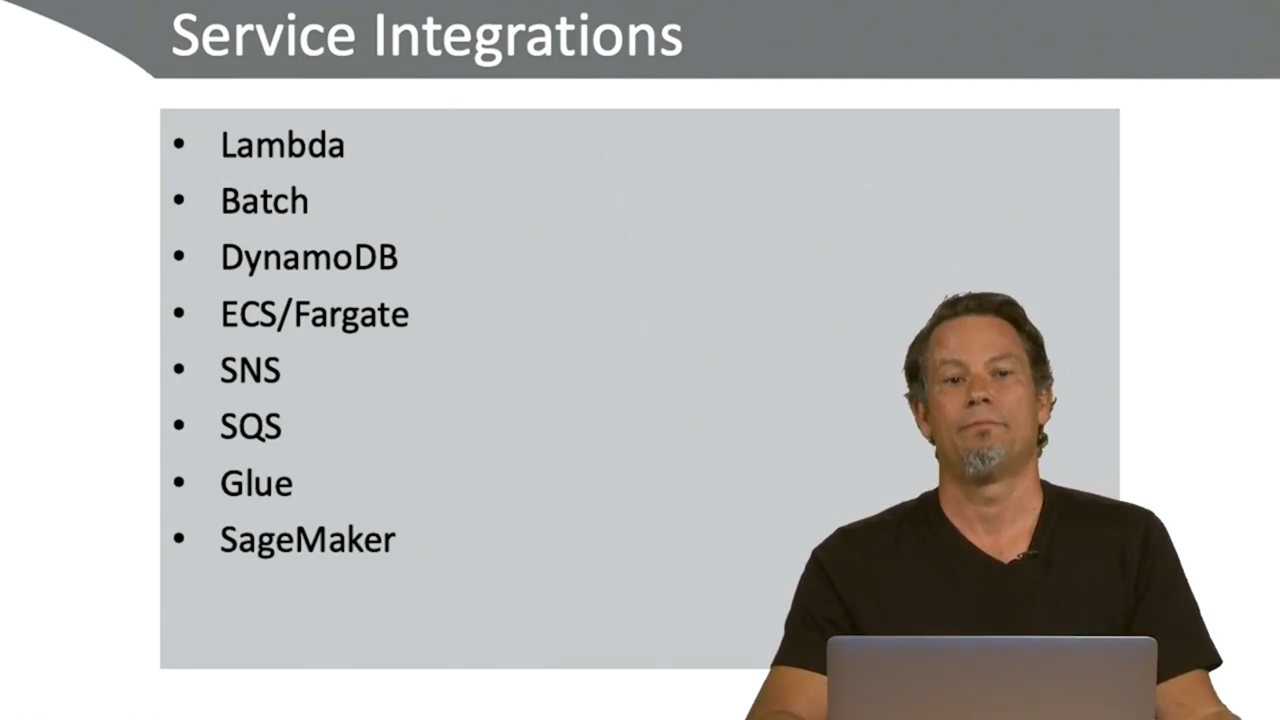 Service Integrations
• Lambda
• Batch
• DynamoDB
• ECS/Fargate
• SNS
• SQS
• Glue
• SageMaker